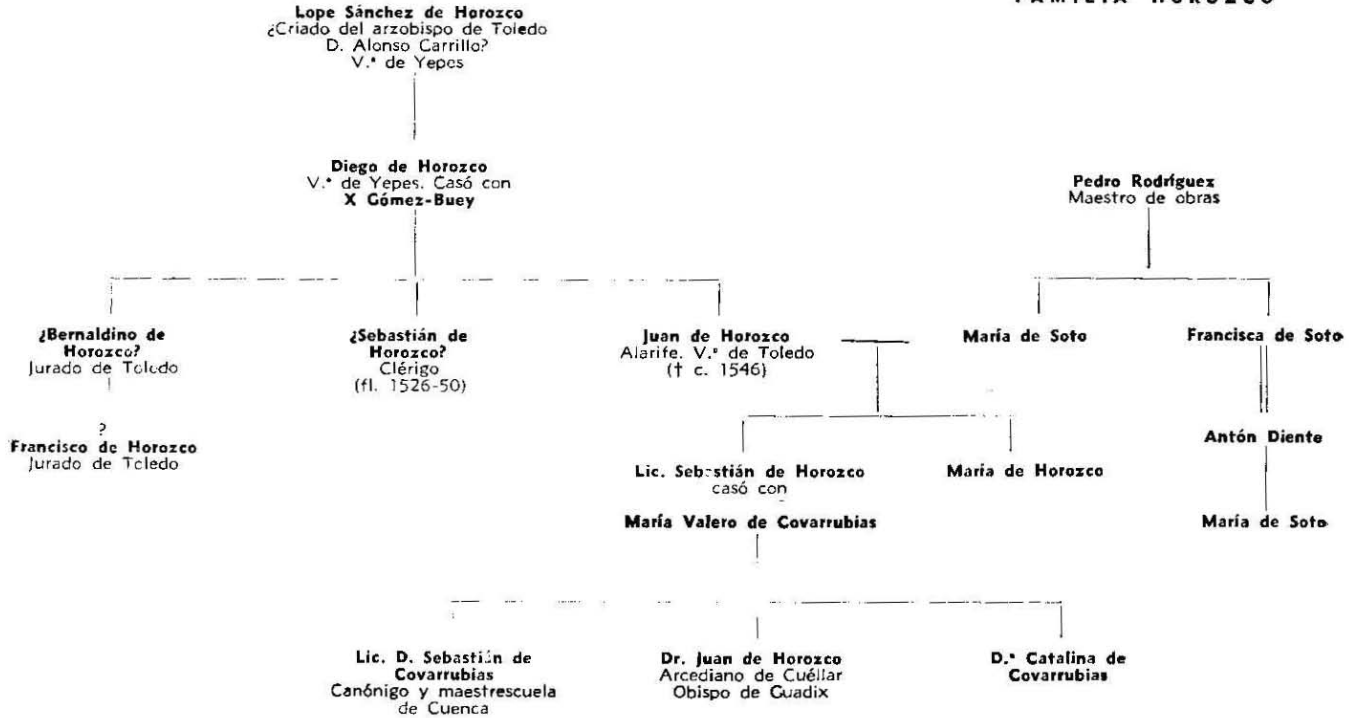 FAMILIA HOROZCO
Lope Sánchez de Horozco
¿Criado del arzobispo de Toledo
D. Alonso Carrillo?
V.ª de Yepes
Diego de Horozco
V.ª de Yepes. Casó con
X Gómez-Buey
Pedro Rodríguez
Maestro de obras
¿Bernaldino de
Horozco?
Jurado de Toledo
¿Sebastián de
Horozco?
Clérigo
(fl. 1526-50)
Juan de Horozco
Alarife. V.ª de Toledo
(† c. 1546)
María de Soto
Francisca de Soto
?
Francisco de Horozco
Jurado de Toledo
Lic. Sebastián de Horozco
casó con
María Valero de Covarrubias
María de Horozco
Antón Diente
María de Soto
Lic. D. Sebastián de
Covarrubias
Canónigo y maestrescuela
de Cuenca
Dr. Juan de Horozco
Arcediano de Cuéllar
Obispo de Guadix
D.ª Catalina de
Covarrubias